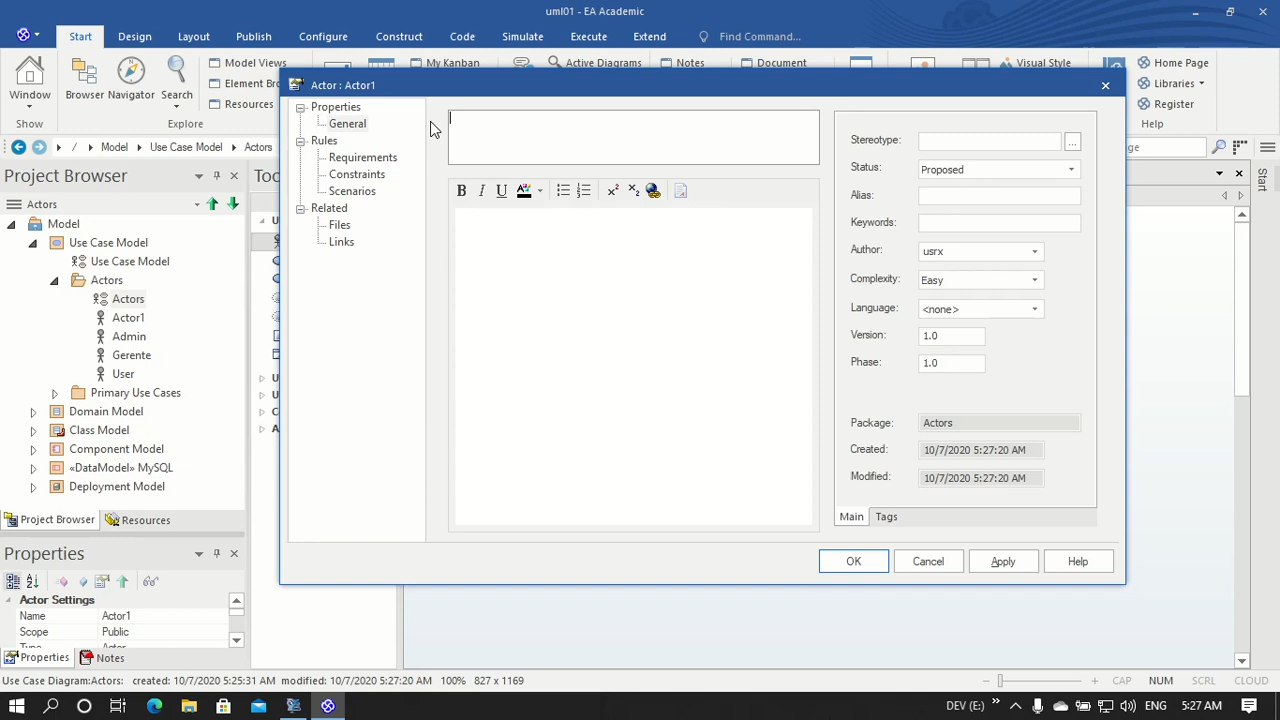 uml01 - EA Academic
Start Design Layout Publish Configure Construct Code Simulate Execute Extend Find Command...
Window
Show
Browser Navigator Search
Model Views
Element Bro
Resources
Explore
My Kanban
Active Diagrams
Notes
Document
Visual Style
Home Page
Libraries
Register
Help
/ Model Use Case Model Actors
ge
Project Browser
Actors
Model
Use Case Model
Use Case Model
Actors
Actors
Actor1
Admin
Gerente
User
Primary Use Cases
Domain Model
Class Model
Component Model
«DataModel» MySQL
Deployment Model
Project Browser Resources
Properties
Actor Settings
Name Actor1
Scope Public
Type Actor
Properties Notes
Too
U
U
U
C
A
Start
Actor : Actor1
Properties
General
Rules
Requirements
Constraints
Scenarios
Related
Files
Links
B I U A
Stereotype: ...
Status: Proposed
Alias:
Keywords:
Author: usrx
Complexity: Easy
Language: <none>
Version: 1.0
Phase: 1.0
Package: Actors
Created: 10/7/2020 5:27:20 AM
Modified: 10/7/2020 5:27:20 AM
Main Tags
OK Cancel Apply Help
Use Case Diagram:Actors: created: 10/7/2020 5:25:31 AM modified: 10/7/2020 5:27:20 AM 100% 827 x 1169
CAP NUM SCRL CLOUD
DEV (E:) ENG 5:27 AM